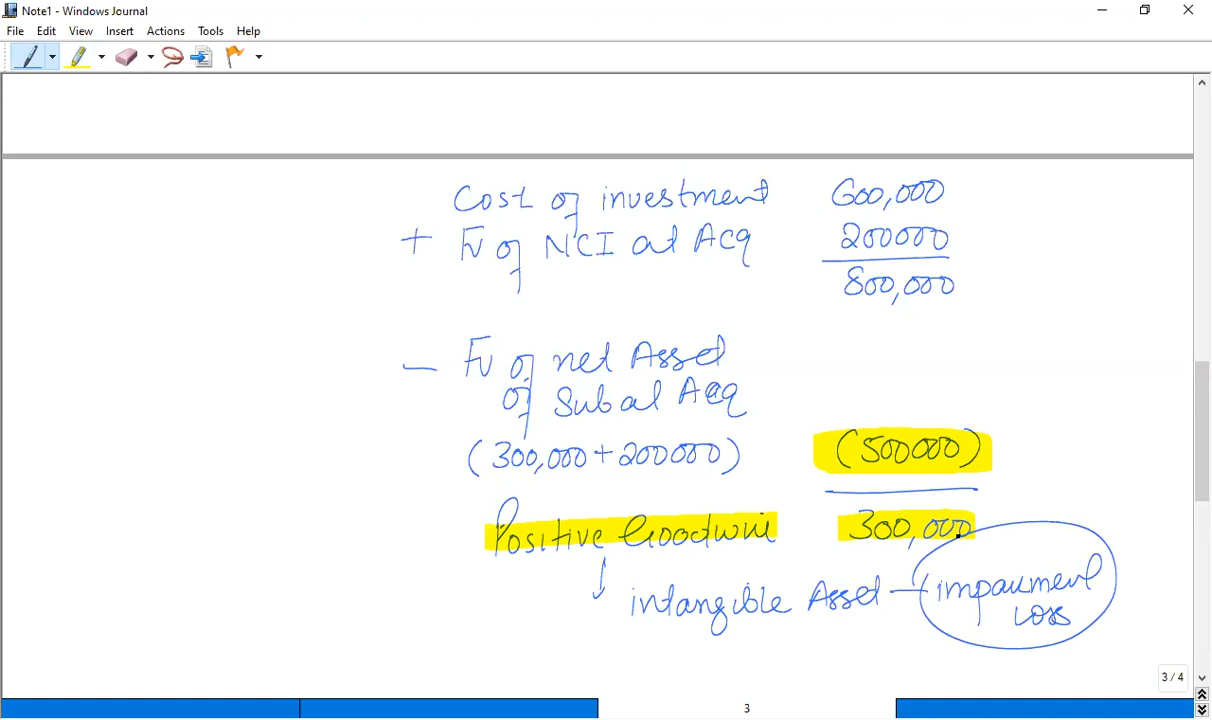 Note1 - Windows Journal
File Edit View Insert Actions Tools Help
Cost of investment 600,000
+ Fv of NCI at Acq 200000
800,000
- Fv of net Asset
of Sub at Acq
(300,000+200000) (500000)
Positive Goodwill 300,000
intangible Asset - impairment
Loss
3 / 4
3